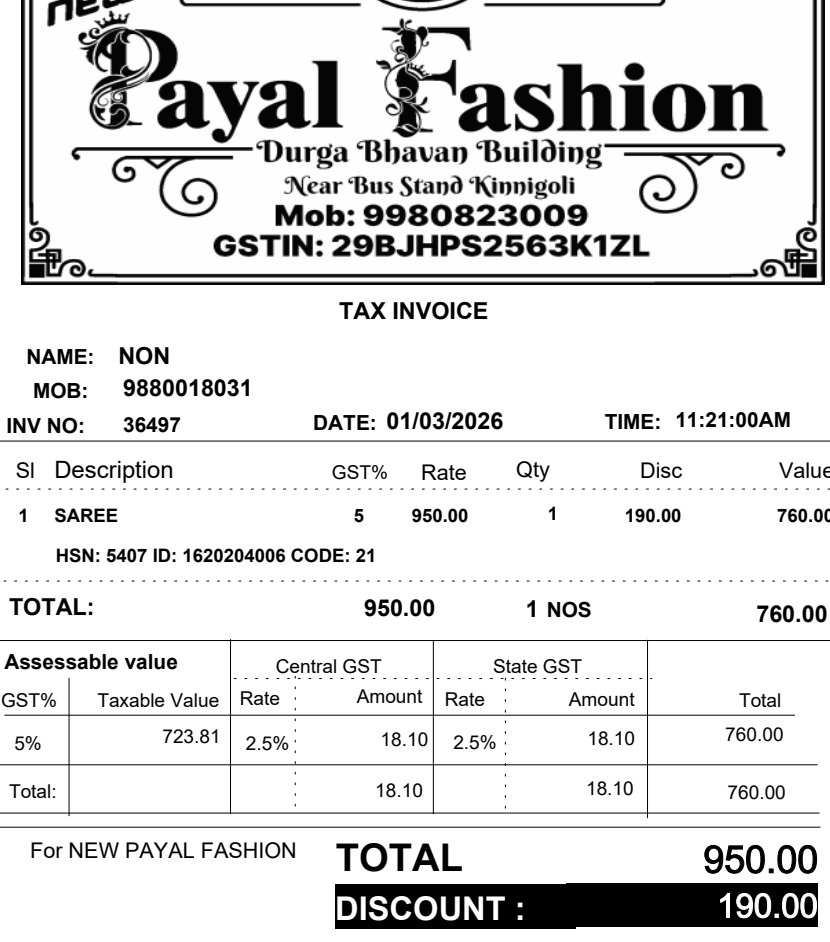 new
Payal Fashion
Durga Bhavan Building
Near Bus Stand Kinnigoli
Mob: 9980823009
GSTIN: 29BJHPS2563K1ZL
TAX INVOICE
NAME: NON
MOB: 9880018031
INV NO: 36497 DATE: 01/03/2026 TIME: 11:21:00AM
Sl Description GST% Rate Qty Disc Value
1 SAREE 5 950.00 1 190.00 760.00
HSN: 5407 ID: 1620204006 CODE: 21
TOTAL: 950.00 1 NOS 760.00
Assessable value Central GST State GST
GST% Taxable Value Rate Amount Rate Amount Total
5% 723.81 2.5% 18.10 2.5% 18.10 760.00
Total: 18.10 18.10 760.00
For NEW PAYAL FASHION TOTAL 950.00
DISCOUNT : 190.00